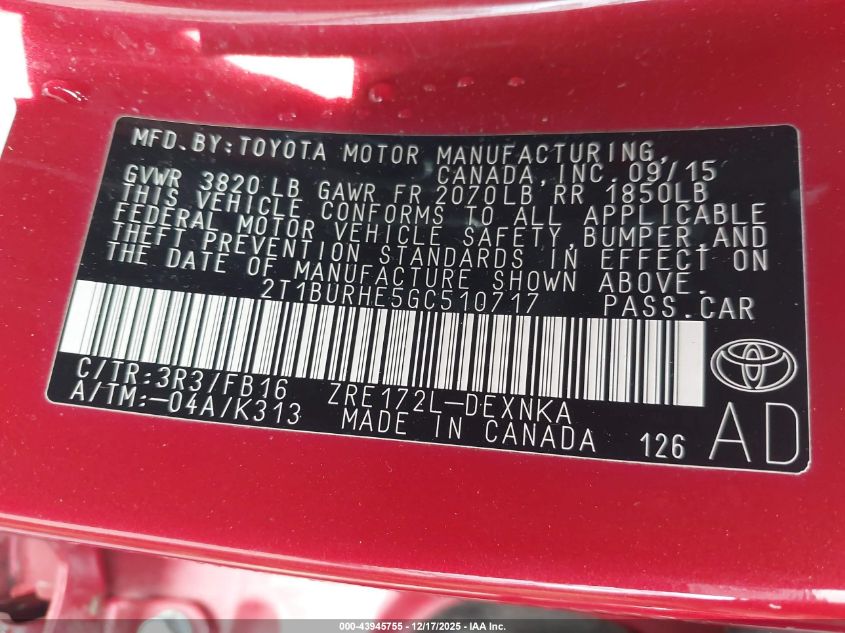 MFD.BY:TOYOTA MOTOR MANUFACTURING,
CANADA,INC.09/15
GVWR 3820 LB GAWR FR 2070LB RR 1850LB
THIS VEHICLE CONFORMS TO ALL APPLICABLE
FEDERAL MOTOR VEHICLE SAFETY,BUMPER,AND
THEFT PREVENTION STANDARDS IN EFFECT ON
THE DATE OF MANUFACTURE SHOWN ABOVE.
2T1BURHE5GC510717 PASS.CAR
C/TR:3R3/FB16 ZRE172L-DEXNKA
A/TM:-04A/K313 MADE IN CANADA 126
AD
000-43945755 - 12/17/2025 - IAA Inc.